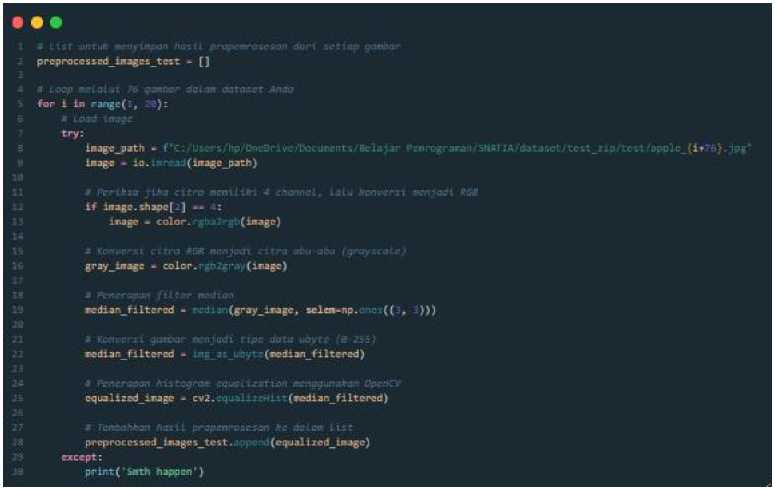 1 # List untuk menyimpan hasil prapemrosesan dari setiap gambar
2 preprocessed_images_test = []
3
4 # Loop melalui 76 gambar dalam dataset Anda
5 for i in range(1, 20):
6 # Load image
7 try:
8 image_path = f"C:/Users/hp/OneDrive/Documents/Belajar Pemrograman/SNATIA/dataset/test_zip/test/apple_{i+76}.jpg"
9 image = io.imread(image_path)
10
11 # Periksa jika citra memiliki 4 channel, lalu konversi menjadi RGB
12 if image.shape[2] == 4:
13 image = color.rgba2rgb(image)
14
15 # Konversi citra RGB menjadi citra abu-abu (grayscale)
16 gray_image = color.rgb2gray(image)
17
18 # Penerapan filter median
19 median_filtered = median(gray_image, selem=np.ones((3, 3)))
20
21 # Konversi gambar menjadi tipe data ubyte (0-255)
22 median_filtered = img_as_ubyte(median_filtered)
23
24 # Penerapan histogram equalization menggunakan OpenCV
25 equalized_image = cv2.equalizeHist(median_filtered)
26
27 # Tambahkan hasil prapemrosesan ke dalam list
28 preprocessed_images_test.append(equalized_image)
29 except:
30 print('Smth happen')